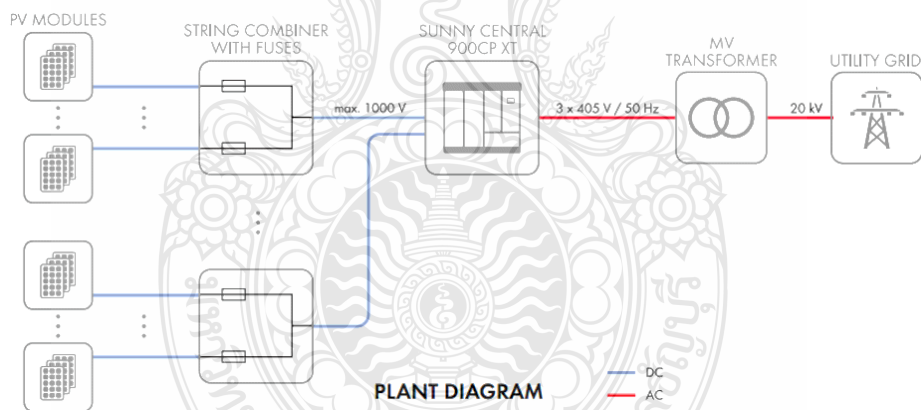 PV MODULES
STRING COMBINER
WITH FUSES
SUNNY CENTRAL
900CP XT
MV
TRANSFORMER
UTILITY GRID
max. 1000 V
3 x 405 V / 50 Hz
20 kV
PLANT DIAGRAM
DC
AC